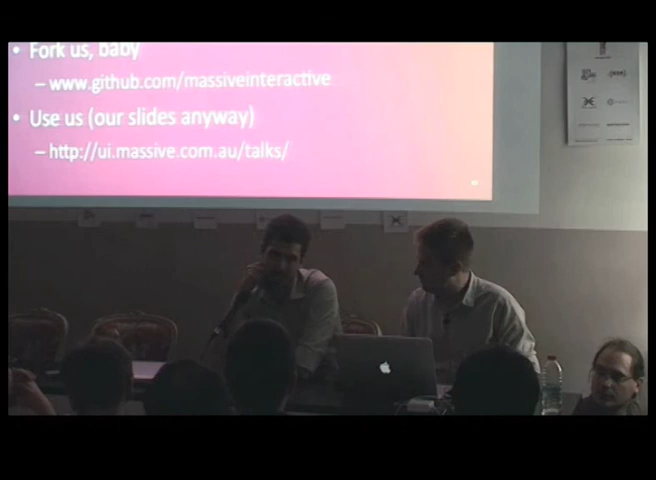 • Fork us, baby
– www.github.com/massiveinteractive
• Use us (our slides anyway)
– http://ui.massive.com.au/talks/